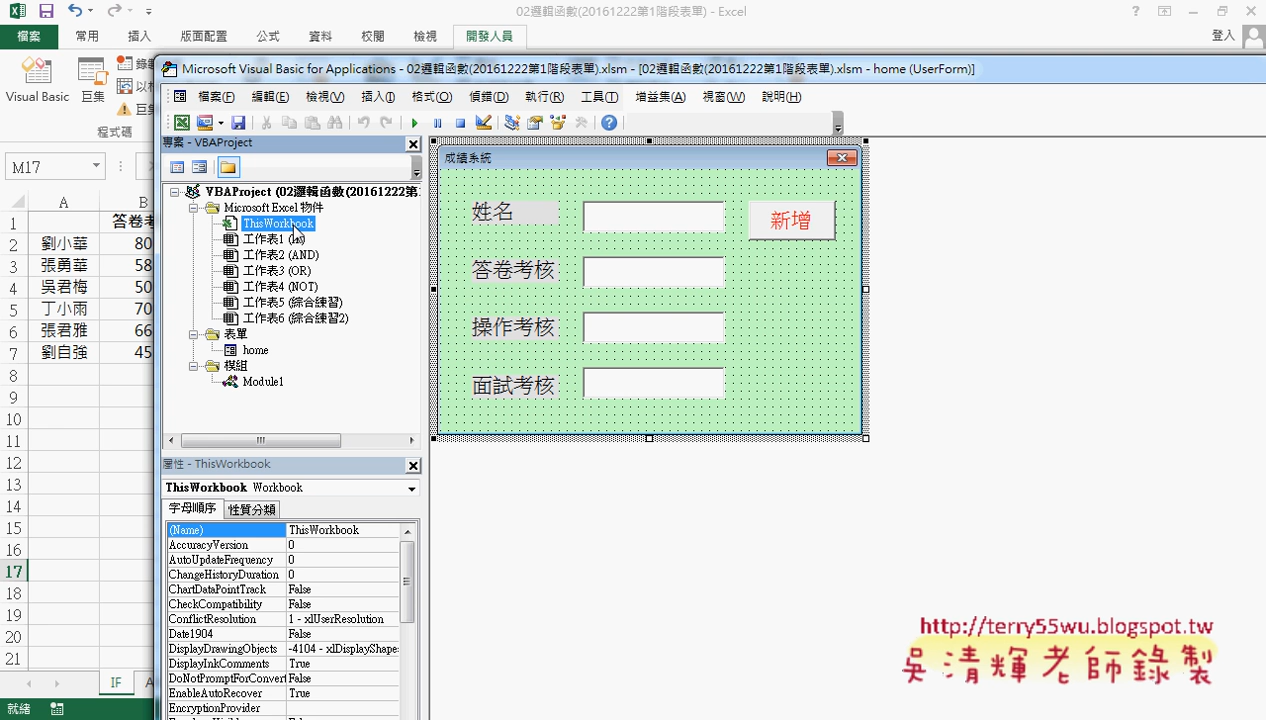 02邏輯函數(20161222第1階段表單) - Excel
檔案 常用 插入 版面配置 公式 資料 校閱 檢視 開發人員 登入
Visual Basic 巨集 程式碼
M17
A B
1 答卷考
2 劉小華 80
3 張勇華 58
4 吳君梅 50
5 丁小雨 70
6 張君雅 66
7 劉自強 45
8
9
10
11
12
13
14
15
16
17
18
19
20
21
IF A
就緒
Microsoft Visual Basic for Applications - 02邏輯函數(20161222第1階段表單).xlsm - [02邏輯函數(20161222第1階段表單).xlsm - home (UserForm)]
檔案(F) 編輯(E) 檢視(V) 插入(I) 格式(O) 偵錯(D) 執行(R) 工具(T) 增益集(A) 視窗(W) 說明(H)
專案 - VBAProject
VBAProject (02邏輯函數(20161222第
Microsoft Excel 物件
ThisWorkbook
工作表1 (
工作表2 (AND)
工作表3 (OR)
工作表4 (NOT)
工作表5 (綜合練習)
工作表6 (綜合練習2)
表單
home
模組
Module1
屬性 - ThisWorkbook
ThisWorkbook Workbook
字母順序 性質分類
(Name) ThisWorkbook
AccuracyVersion 0
AutoUpdateFrequency 0
ChangeHistoryDuration 0
ChartDataPointTrack False
CheckCompatibility False
ConflictResolution 1 - xlUserResolution
Date1904 False
DisplayDrawingObjects -4104 - xlDisplayShape
DisplayInkComments True
DoNotPromptForConvert False
EnableAutoRecover True
EncryptionProvider
成績系統
姓名 新增
答卷考核
操作考核
面試考核
http://terry55wu.blogspot.tw
吳清輝老師錄製